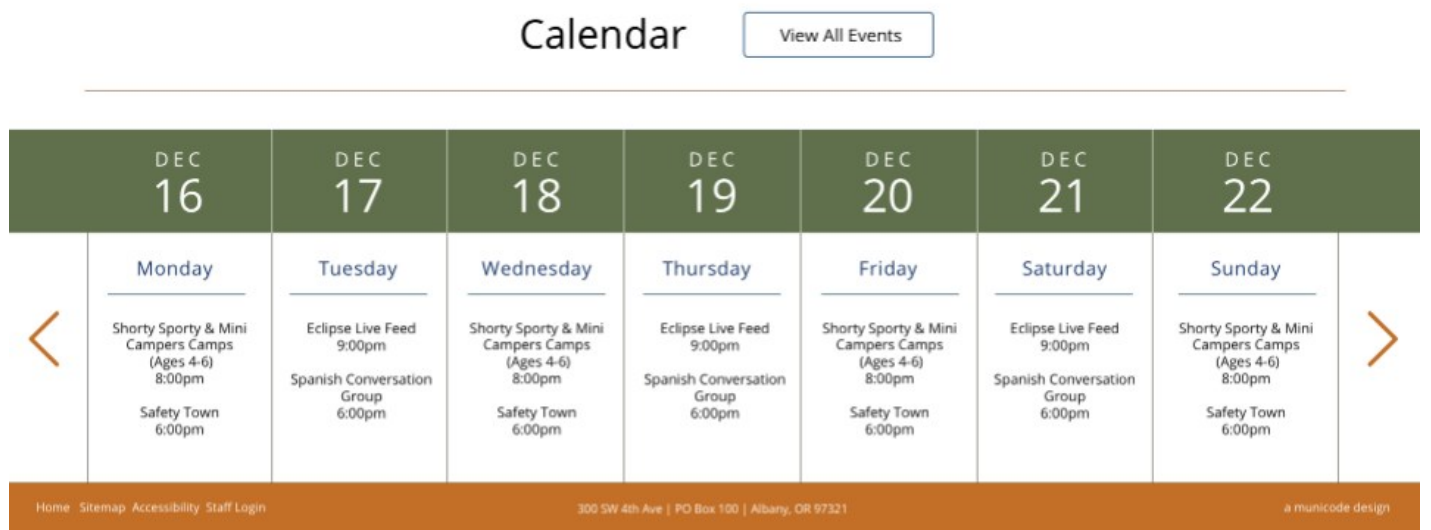 Calendar
View All Events
DEC
16
DEC
17
DEC
18
DEC
19
DEC
20
DEC
21
DEC
22
Monday
Shorty Sporty & Mini
Campers Camps
(Ages 4-6)
8:00pm
Safety Town
6:00pm
Tuesday
Eclipse Live Feed
9:00pm
Spanish Conversation
Group
6:00pm
Wednesday
Shorty Sporty & Mini
Campers Camps
(Ages 4-6)
8:00pm
Safety Town
6:00pm
Thursday
Eclipse Live Feed
9:00pm
Spanish Conversation
Group
6:00pm
Friday
Shorty Sporty & Mini
Campers Camps
(Ages 4-6)
8:00pm
Safety Town
6:00pm
Saturday
Eclipse Live Feed
9:00pm
Spanish Conversation
Group
6:00pm
Sunday
Shorty Sporty & Mini
Campers Camps
(Ages 4-6)
8:00pm
Safety Town
6:00pm
Home Sitemap Accessibility Staff Login
300 SW 4th Ave | PO Box 100 | Albany, OR 97321
a municode design